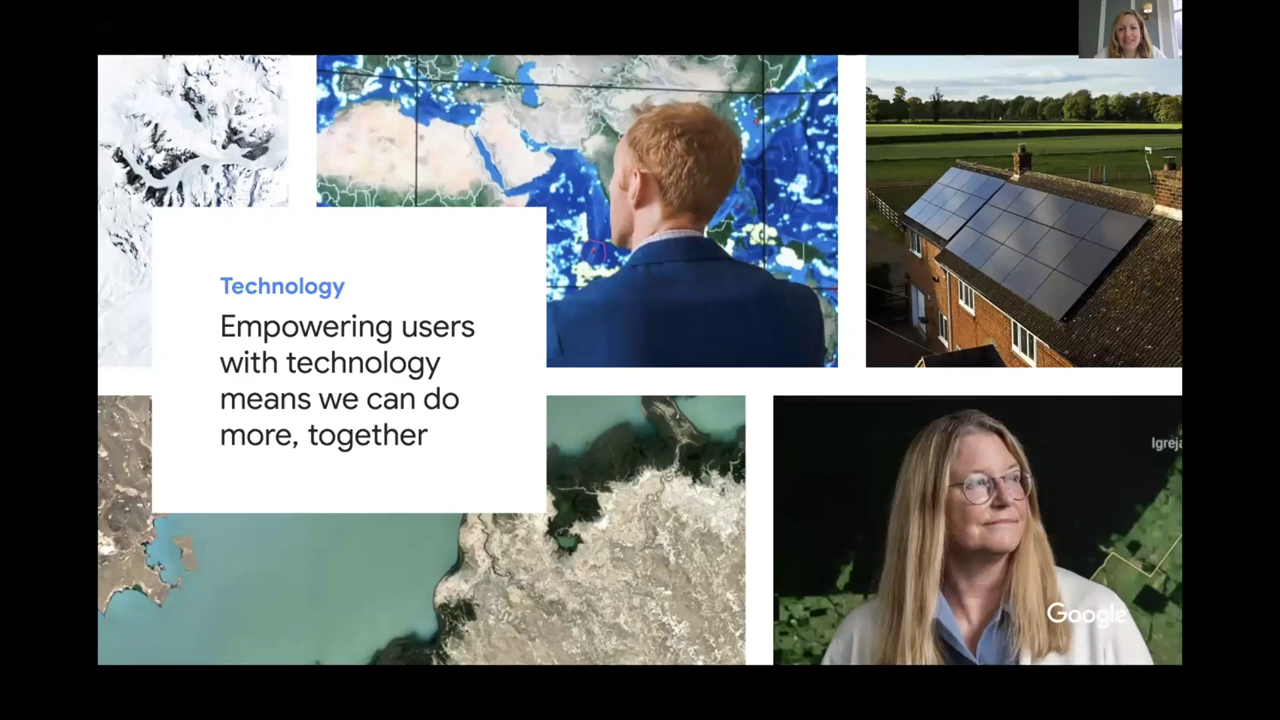 Technology
Empowering users
with technology
means we can do
more, together
Igreja
Google